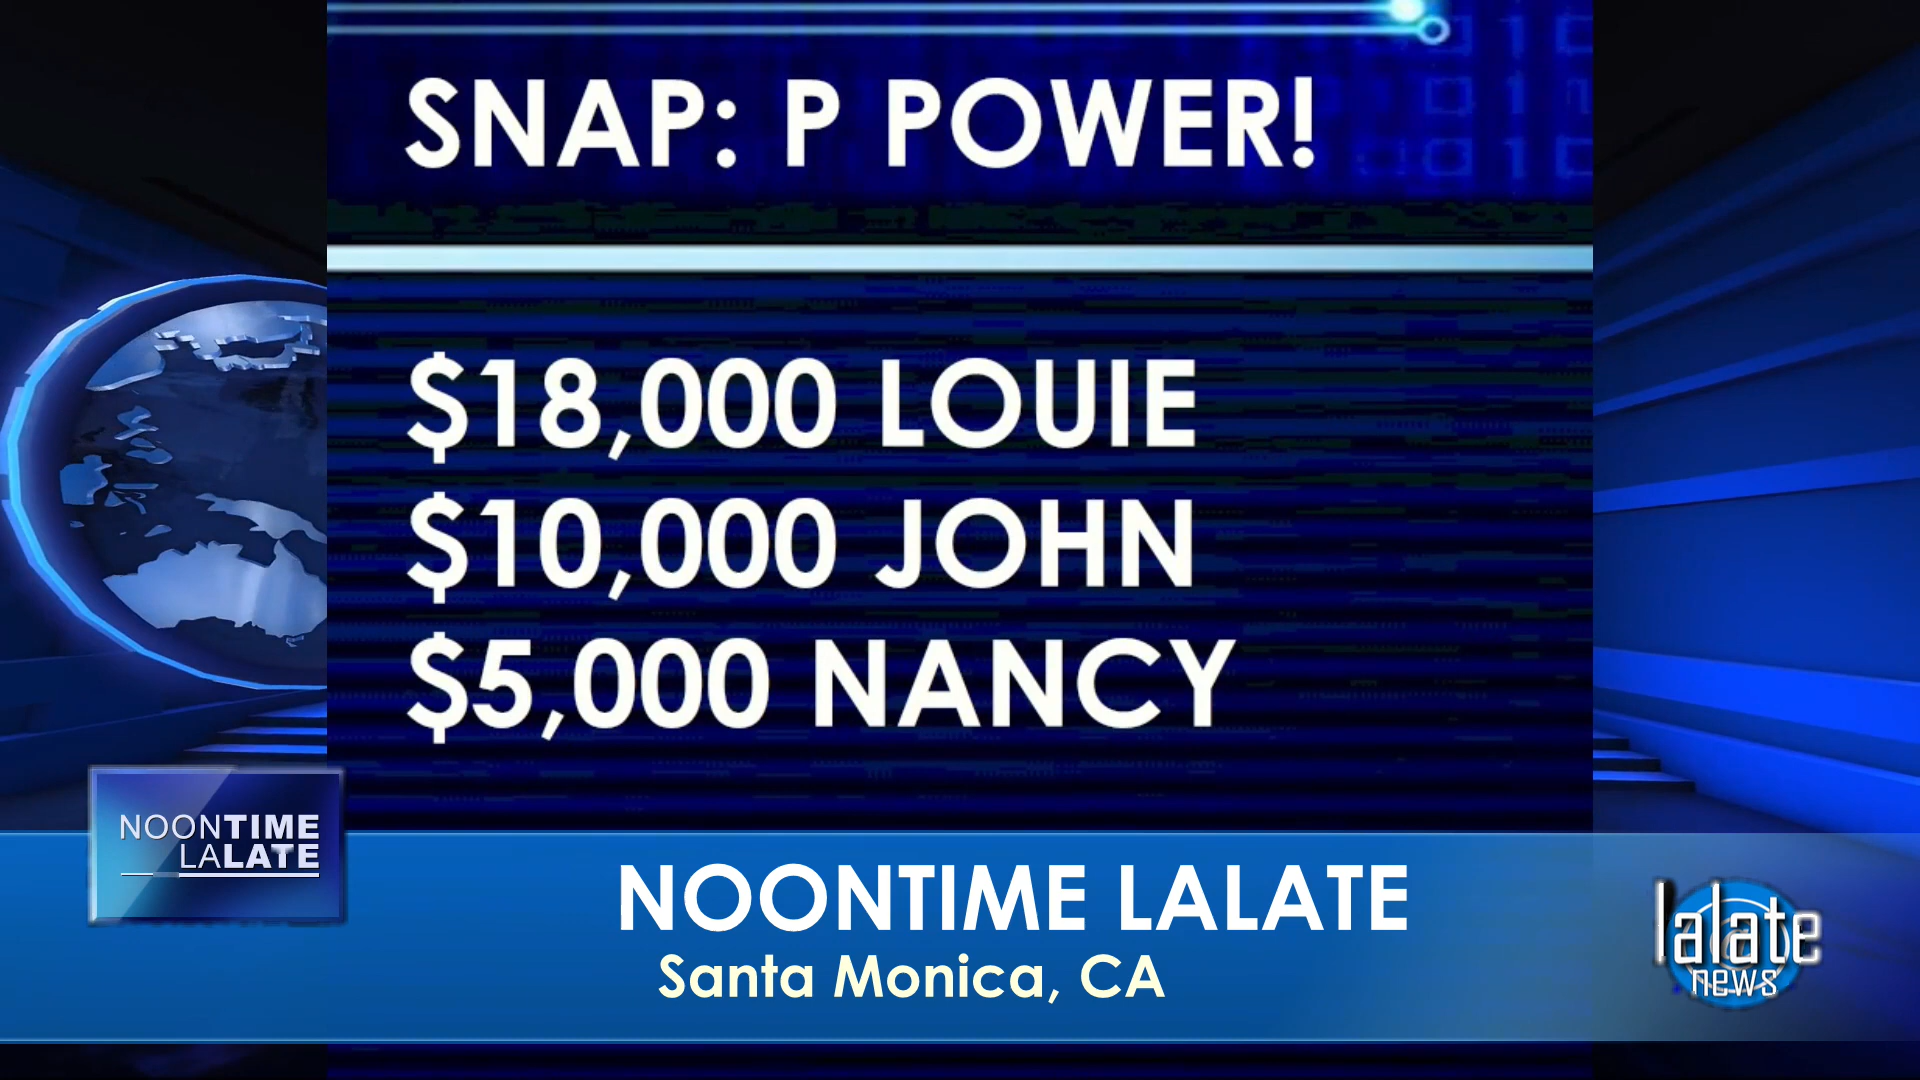 SNAP: P POWER!
$18,000 LOUIE
$10,000 JOHN
$5,000 NANCY
NOONTIME
LALATE
NOONTIME LALATE
Santa Monica, CA
lalate
news